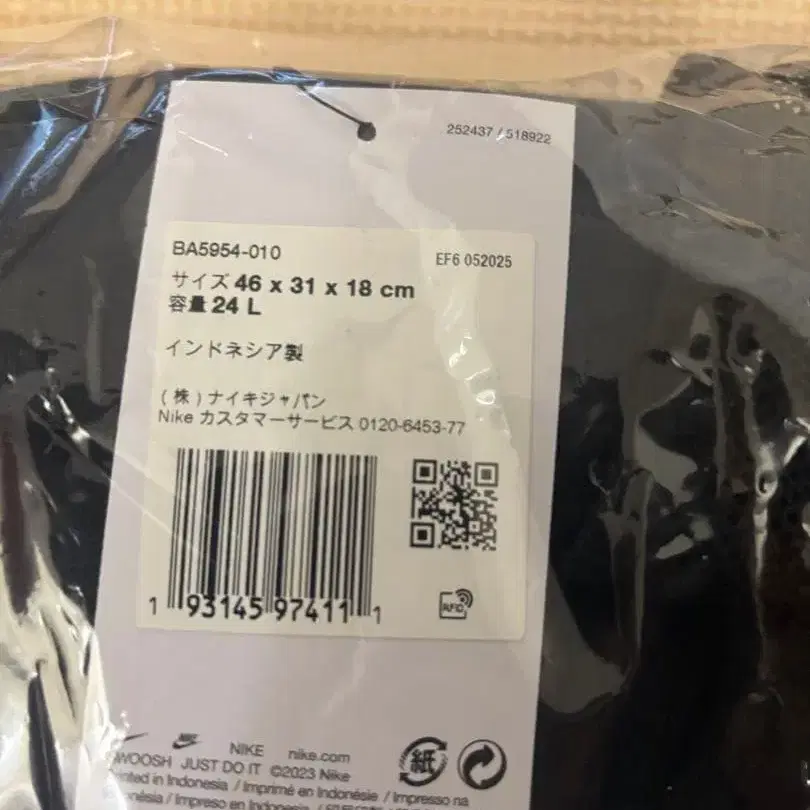 252437 / 518922
BA5954-010
EF6 052025
サイズ 46 x 31 x 18 cm
容量 24 L
インドネシア製
(株)ナイキジャパン
Nike カスタマーサービス 0120-6453-77
1 93145 97411 1
RFID
NIKE nike.com
紙
SWOOSH JUST DO IT ©2023 Nike
Printed in Indonesia / Imprimé en Indonésie / Impresso na
Indonésia / Impreso en Indonesia /